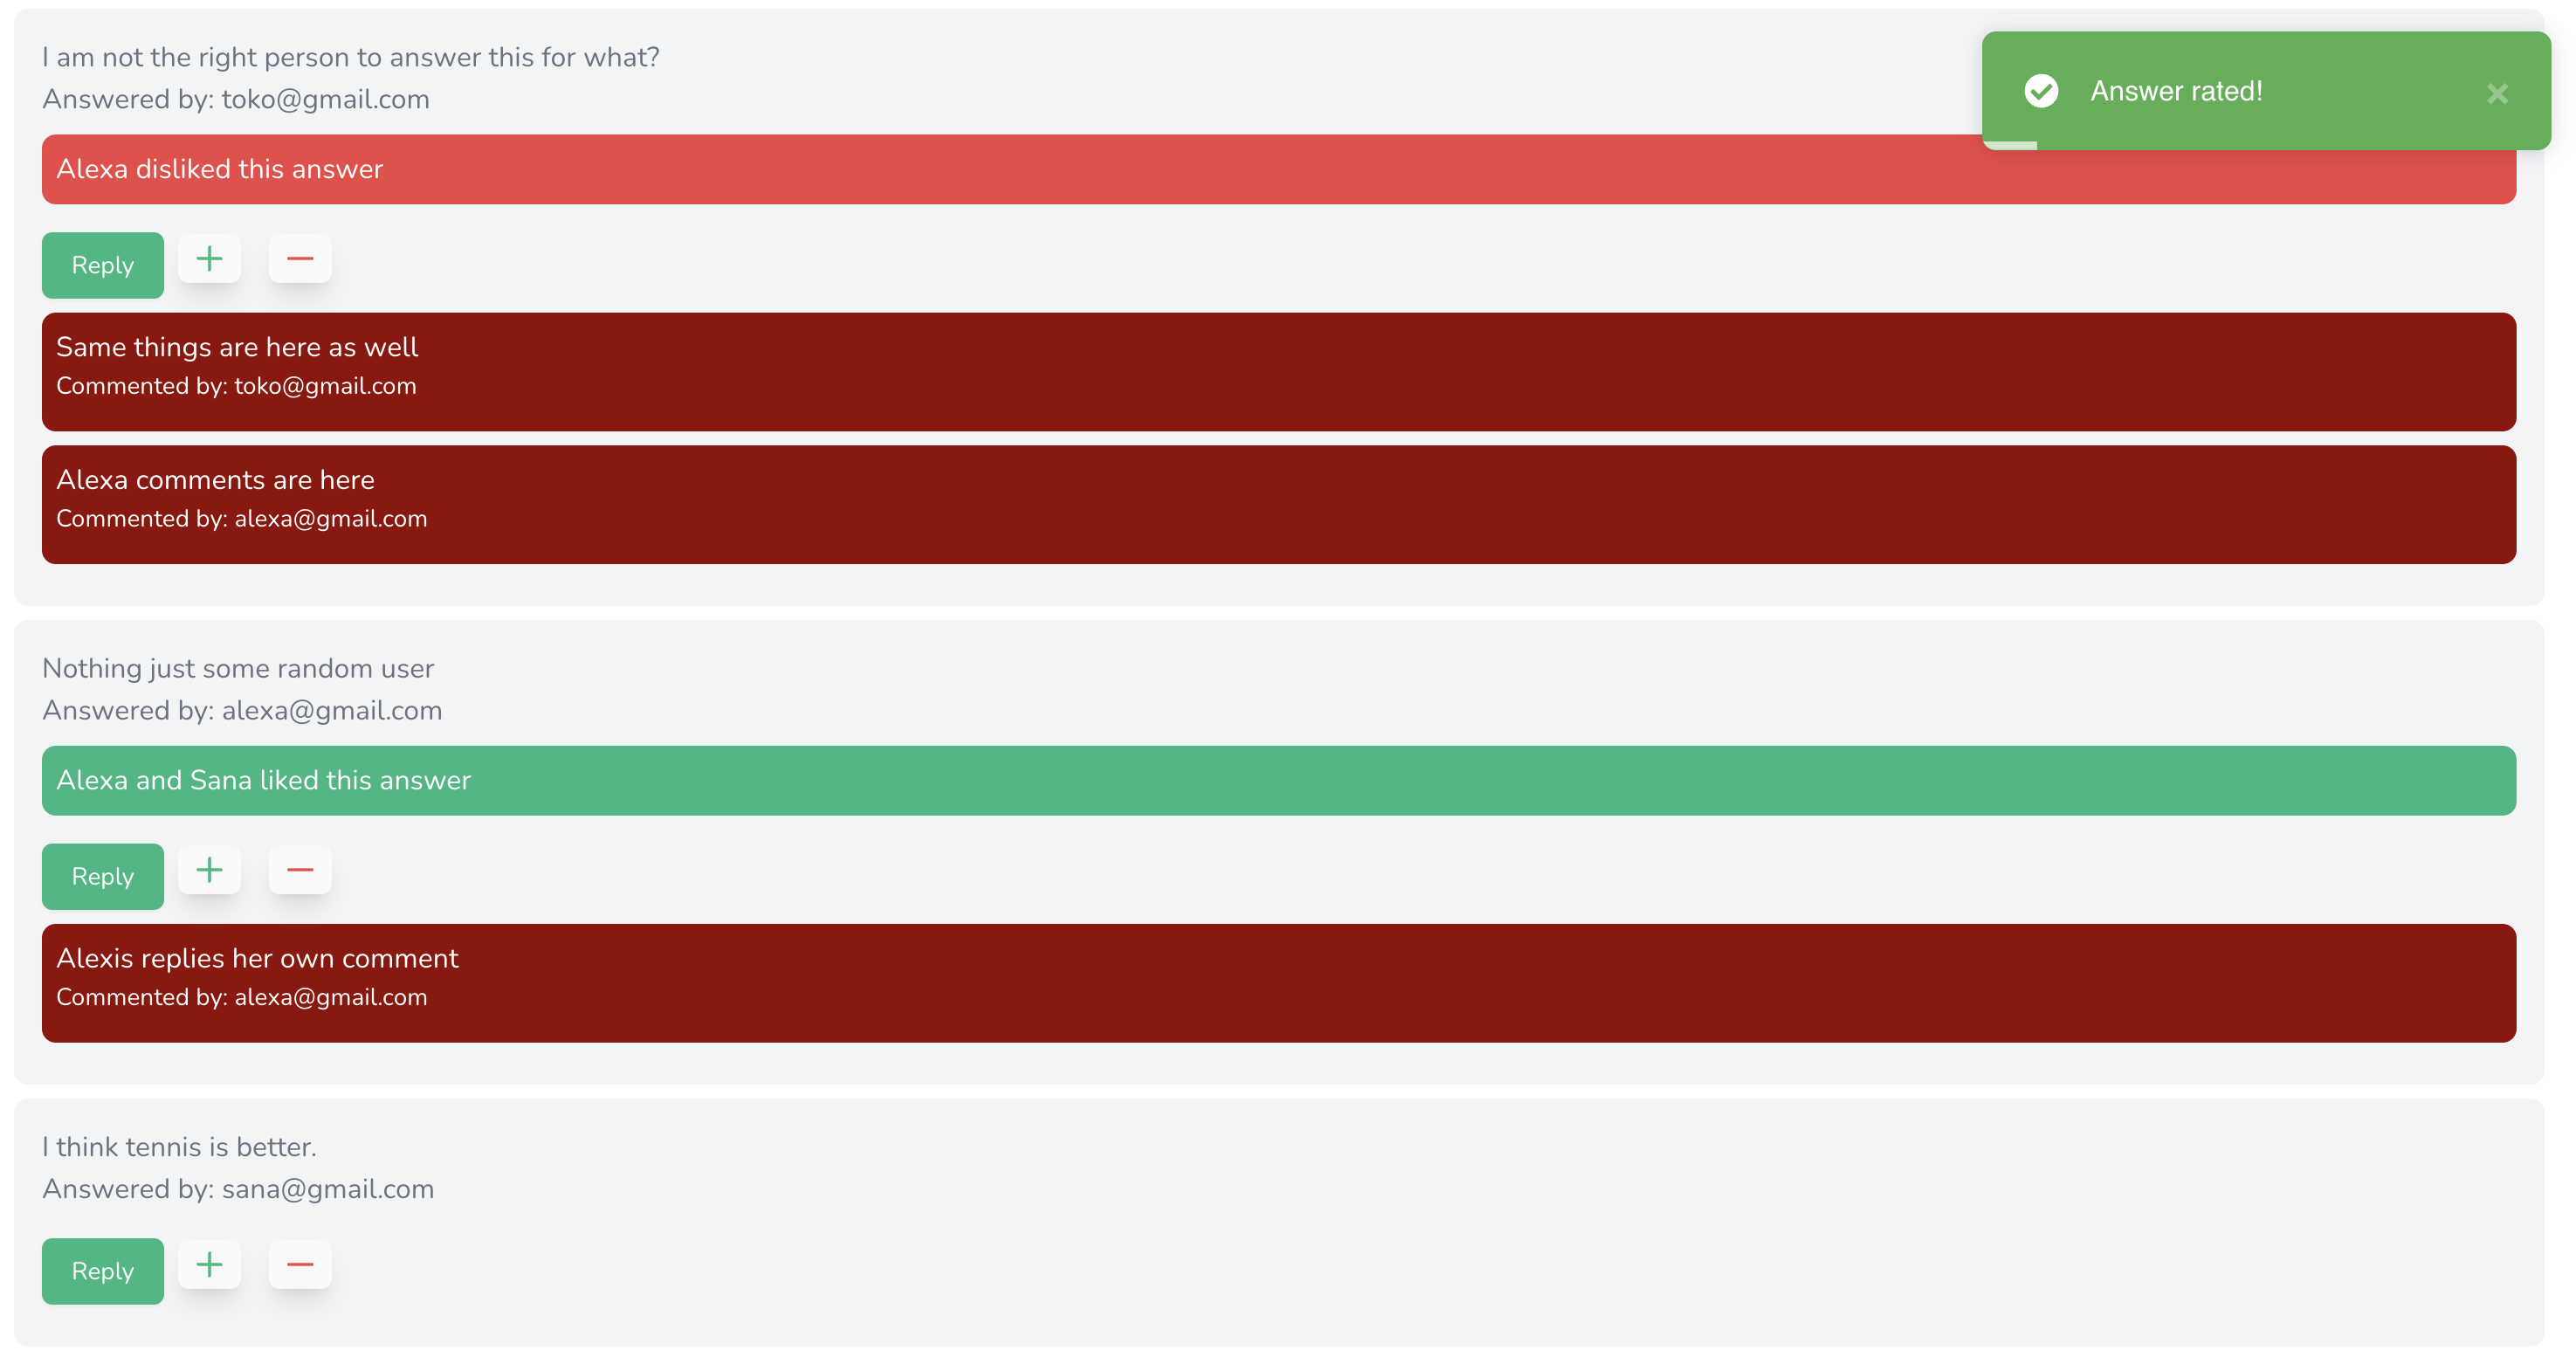 I am not the right person to answer this for what?
Answered by: toko@gmail.com
Answer rated!
Alexa disliked this answer
Reply
Same things are here as well
Commented by: toko@gmail.com
Alexa comments are here
Commented by: alexa@gmail.com
Nothing just some random user
Answered by: alexa@gmail.com
Alexa and Sana liked this answer
Reply
Alexis replies her own comment
Commented by: alexa@gmail.com
I think tennis is better.
Answered by: sana@gmail.com
Reply